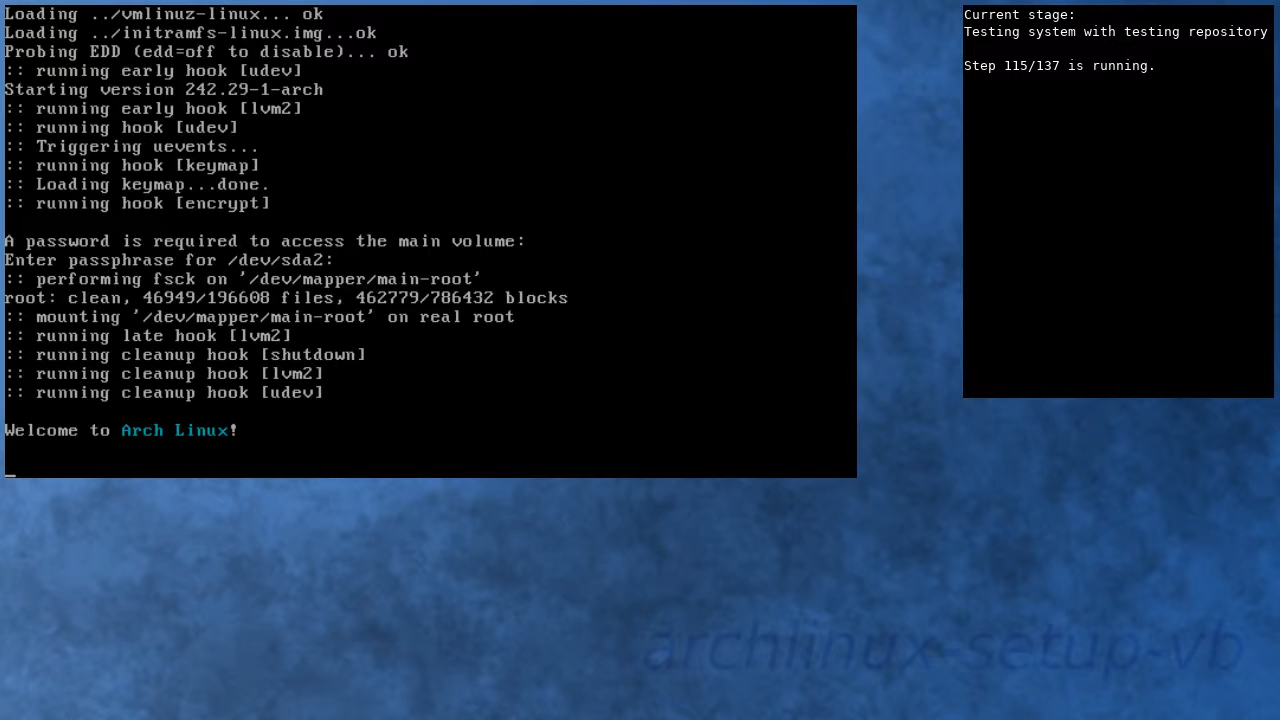 Loading ../vmlinuz-linux... ok
Loading ../initramfs-linux.img...ok
Probing EDD (edd=off to disable)... ok
:: running early hook [udev]
Starting version 242.29-1-arch
:: running early hook [lvm2]
:: running hook [udev]
:: Triggering uevents...
:: running hook [keymap]
:: Loading keymap...done.
:: running hook [encrypt]
A password is required to access the main volume:
Enter passphrase for /dev/sda2:
:: performing fsck on '/dev/mapper/main-root'
root: clean, 46949/196608 files, 462779/786432 blocks
:: mounting '/dev/mapper/main-root' on real root
:: running late hook [lvm2]
:: running cleanup hook [shutdown]
:: running cleanup hook [lvm2]
:: running cleanup hook [udev]
Welcome to Arch Linux!
_
Current stage:
Testing system with testing repository
Step 115/137 is running.
archlinux-setup-vb